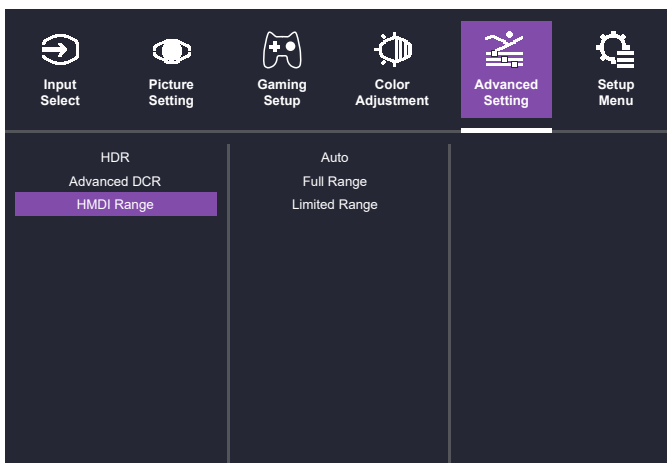 Input
Select
Picture
Setting
Gaming
Setup
Color
Adjustment
Advanced
Setting
Setup
Menu
HDR
Advanced DCR
HMDI Range
Auto
Full Range
Limited Range